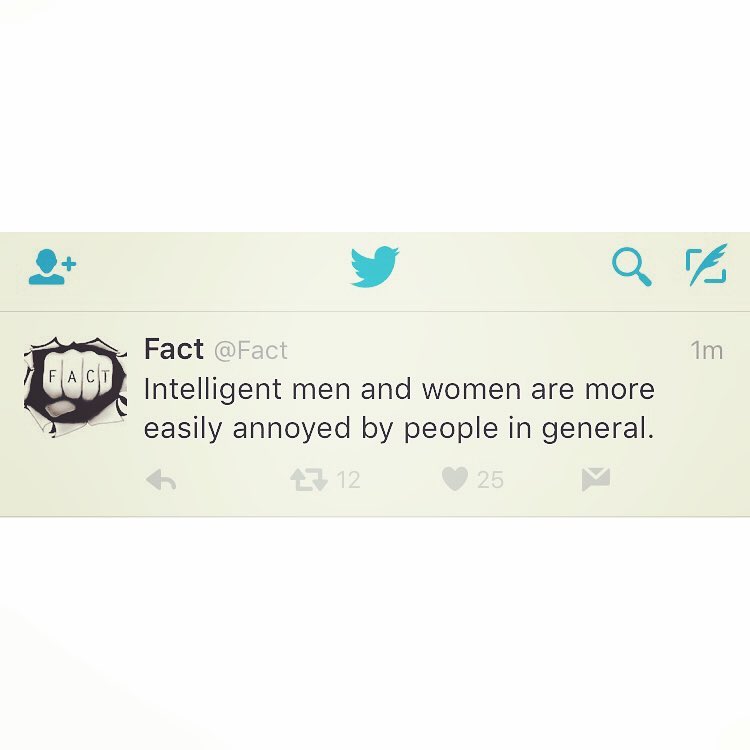 Fact @Fact 1m
FACT
Intelligent men and women are more
easily annoyed by people in general.
12 25